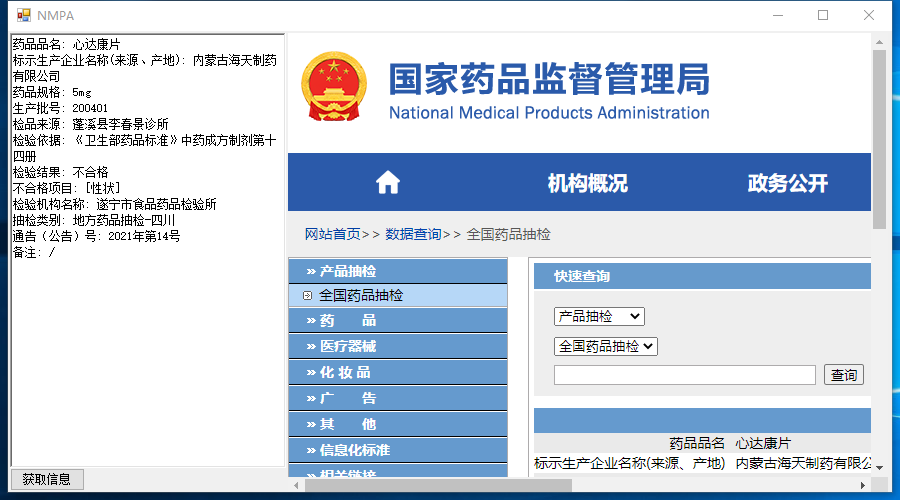 NMPA
药品品名: 心达康片
标示生产企业名称(来源、产地): 内蒙古海天制药
有限公司
药品规格: 5mg
生产批号: 200401
检品来源: 蓬溪县李春景诊所
检验依据: 《卫生部药品标准》中药成方制剂第十
四册
检验结果: 不合格
不合格项目: [性状]
检验机构名称: 遂宁市食品药品检验所
抽检类别: 地方药品抽检-四川
通告（公告）号: 2021年第14号
备注: /
获取信息
国家药品监督管理局
National Medical Products Administration
机构概况 政务公开
网站首页>> 数据查询>> 全国药品抽检
» 产品抽检
全国药品抽检
» 药 品
» 医疗器械
» 化 妆 品
» 广 告
» 其 他
» 信息化标准
» 相关链接
快速查询
产品抽检
全国药品抽检
查询
药品品名 心达康片
标示生产企业名称(来源、产地) 内蒙古海天制药有限公